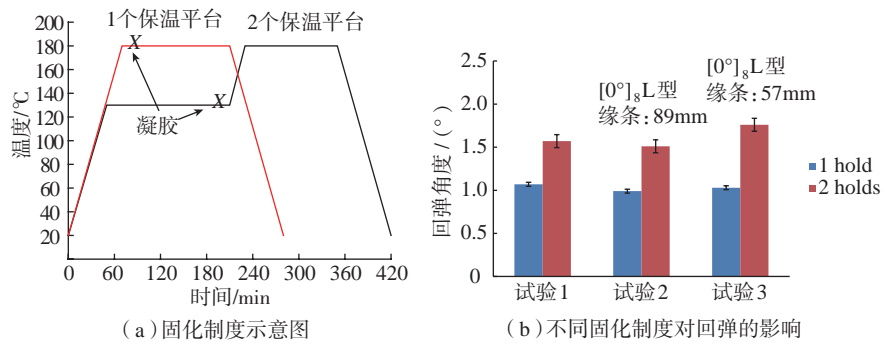 1个保温平台 2个保温平台
200
180
160
140
120
100
80
60
40
20
温度/℃
X
X
凝胶
0 60 120 180 240 300 360 420
时间/min
(a)固化制度示意图
2.5
2.0
1.5
1.0
0.5
0
回弹角度/(°)
[0°]₈L型
缘条:89mm
[0°]₈L型
缘条:57mm
1 hold
2 holds
试验1 试验2 试验3
(b)不同固化制度对回弹的影响